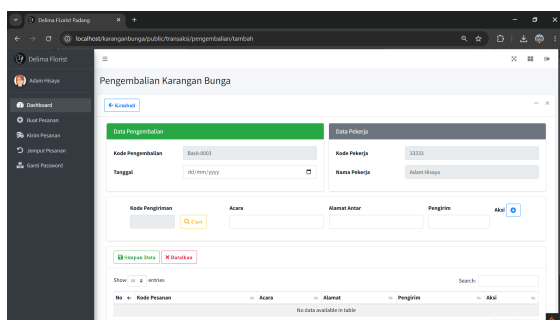 Delima FLorist Padang
localhost/karanganbunga/public/transaksi/pengembalian/tambah
Delima Florist
Adam Hisaya
Dashboard
Buat Pesanan
Kirim Pesanan
Jemput Pesanan
Ganti Password
Pengembalian Karangan Bunga
Kembali
Data Pengembalian
Kode Pengembalian Back-0003
Tanggal dd/mm/yyyy
Data Pekerja
Kode Pekerja 33333
Nama Pekerja Adam Hisaya
Kode Pengiriman Acara Alamat Antar Pengirim Aksi
Cari
Simpan Data Batalkan
Show 10 entries Search:
No Kode Pesanan Acara Alamat Pengirim Aksi
No data available in table